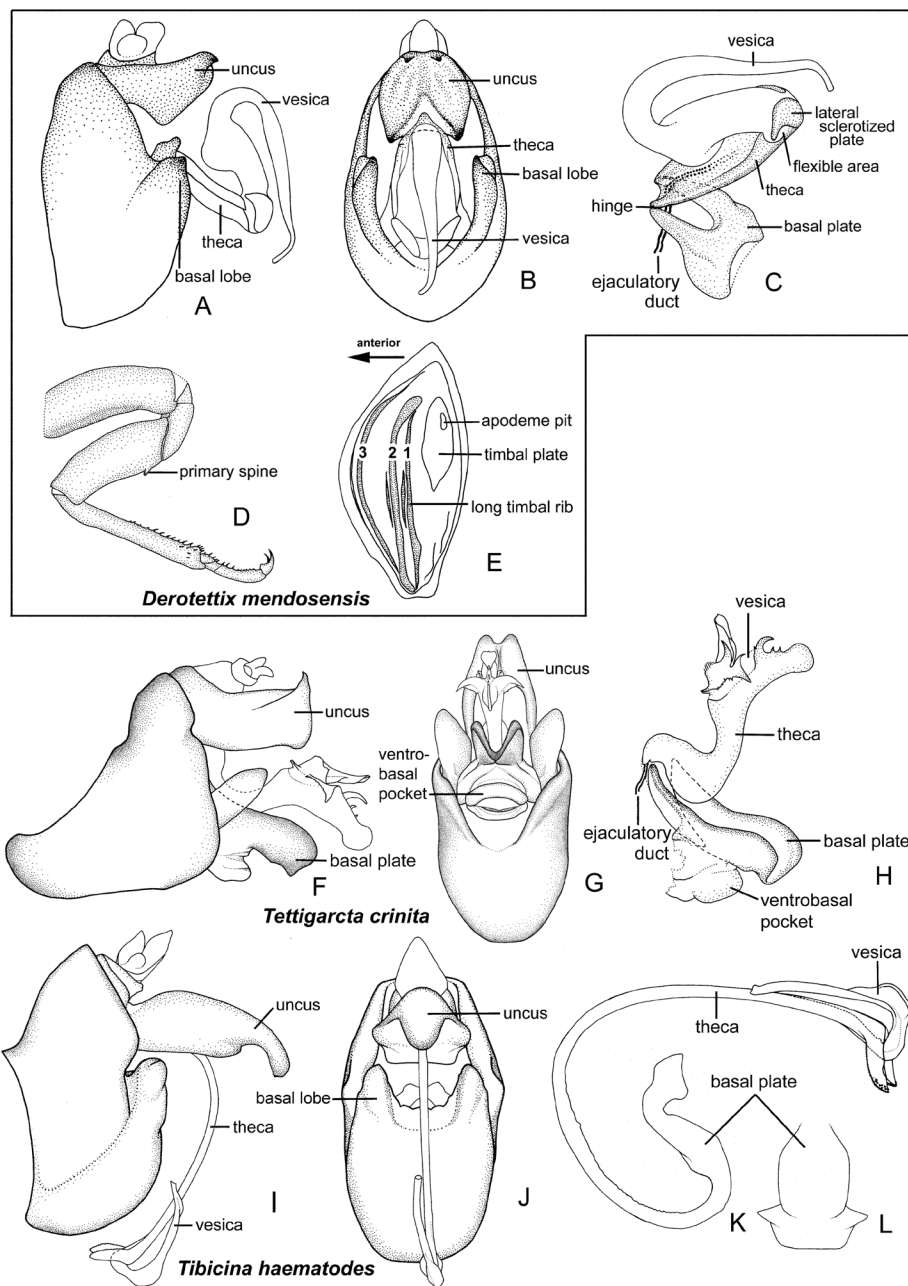 uncus
vesica
theca
basal lobe
A
uncus
theca
basal lobe
vesica
B
vesica
lateral
sclerotized
plate
flexible area
theca
hinge
basal plate
ejaculatory
duct
C
primary spine
D
anterior
apodeme pit
3 2 1
timbal plate
long timbal rib
E
Derotettix mendosensis
uncus
basal plate
F
uncus
ventro-
basal
pocket
G
Tettigarcta crinita
vesica
theca
ejaculatory
duct
basal plate
H
ventrobasal
pocket
uncus
theca
vesica
I
uncus
basal lobe
J
Tibicina haematodes
vesica
theca
basal plate
K
L